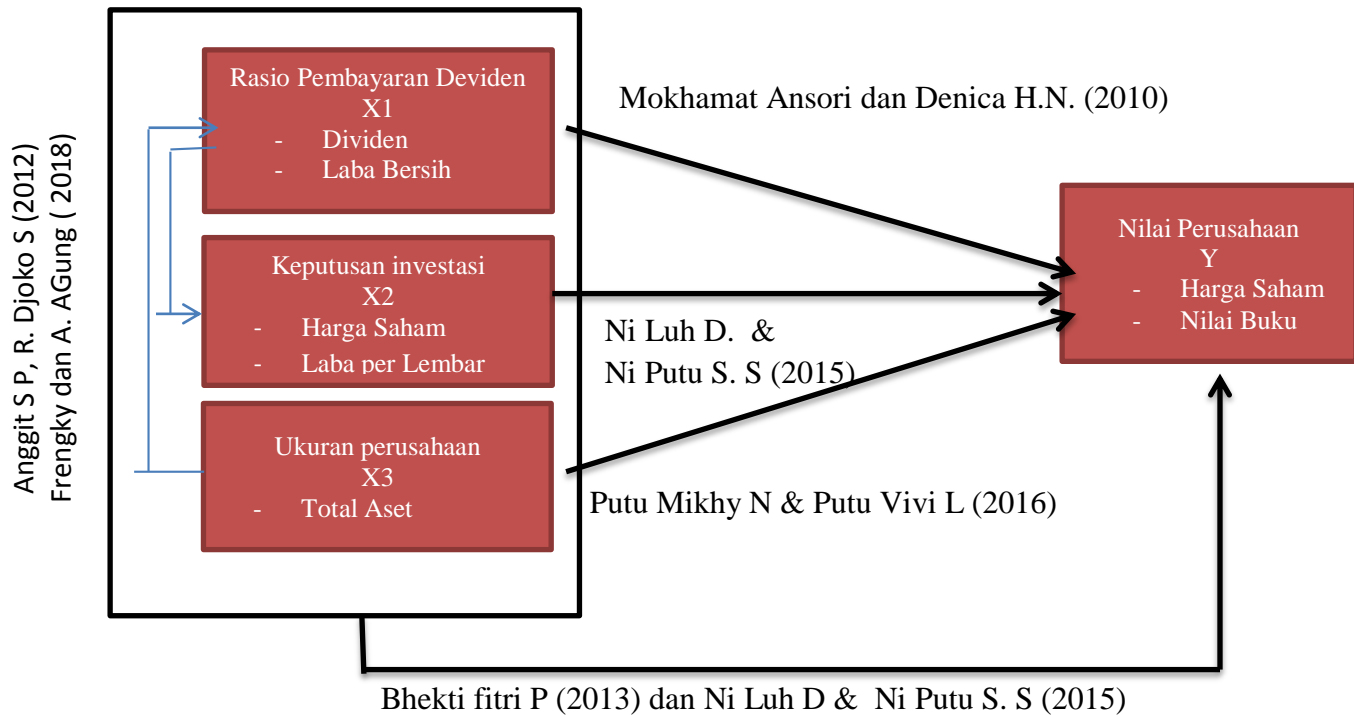 Anggit S P, R. Djoko S (2012)
Frengky dan A. AGung ( 2018)
Rasio Pembayaran Deviden
X1
- Dividen
- Laba Bersih
Keputusan investasi
X2
- Harga Saham
- Laba per Lembar
Ukuran perusahaan
X3
- Total Aset
Mokhamat Ansori dan Denica H.N. (2010)
Ni Luh D. &
Ni Putu S. S (2015)
Putu Mikhy N & Putu Vivi L (2016)
Nilai Perusahaan
Y
- Harga Saham
- Nilai Buku
Bhekti fitri P (2013) dan Ni Luh D & Ni Putu S. S (2015)